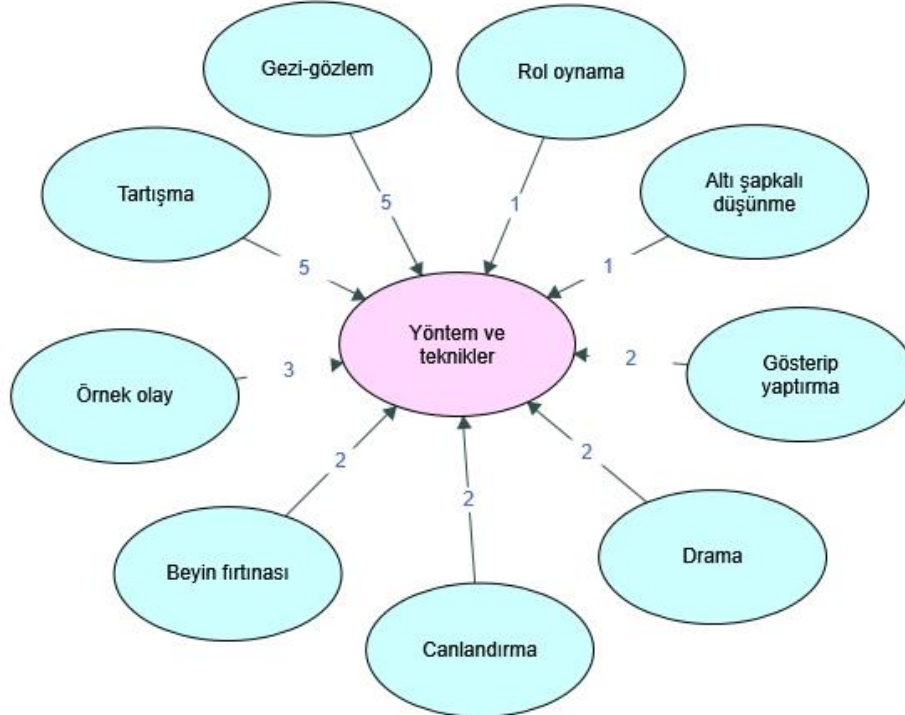 Gezi-gözlem
Rol oynama
Tartışma
Altı şapkalı
düşünme
5
1
5
1
Yöntem ve
teknikler
Örnek olay
3
2
Gösterip
yaptırma
2
2
2
Beyin fırtınası
Drama
Canlandırma